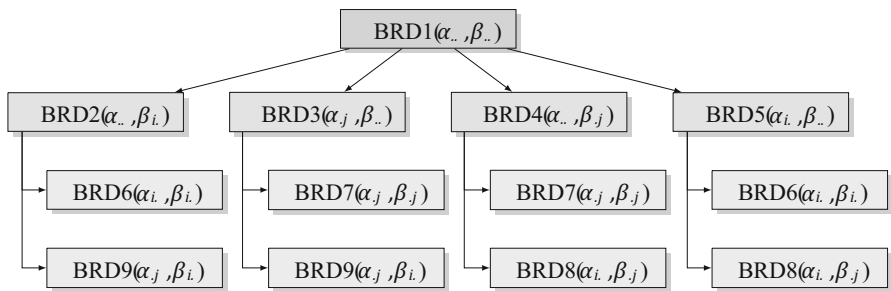 BRD1(α.. ,β..)
BRD2(α.. ,βi.) BRD3(α.j ,β..) BRD4(α.. ,β.j) BRD5(αi. ,β..)
BRD6(αi. ,βi.) BRD7(α.j ,β.j) BRD7(α.j ,β.j) BRD6(αi. ,βi.)
BRD9(α.j ,βi.) BRD9(α.j ,βi.) BRD8(αi. ,β.j) BRD8(αi. ,β.j)